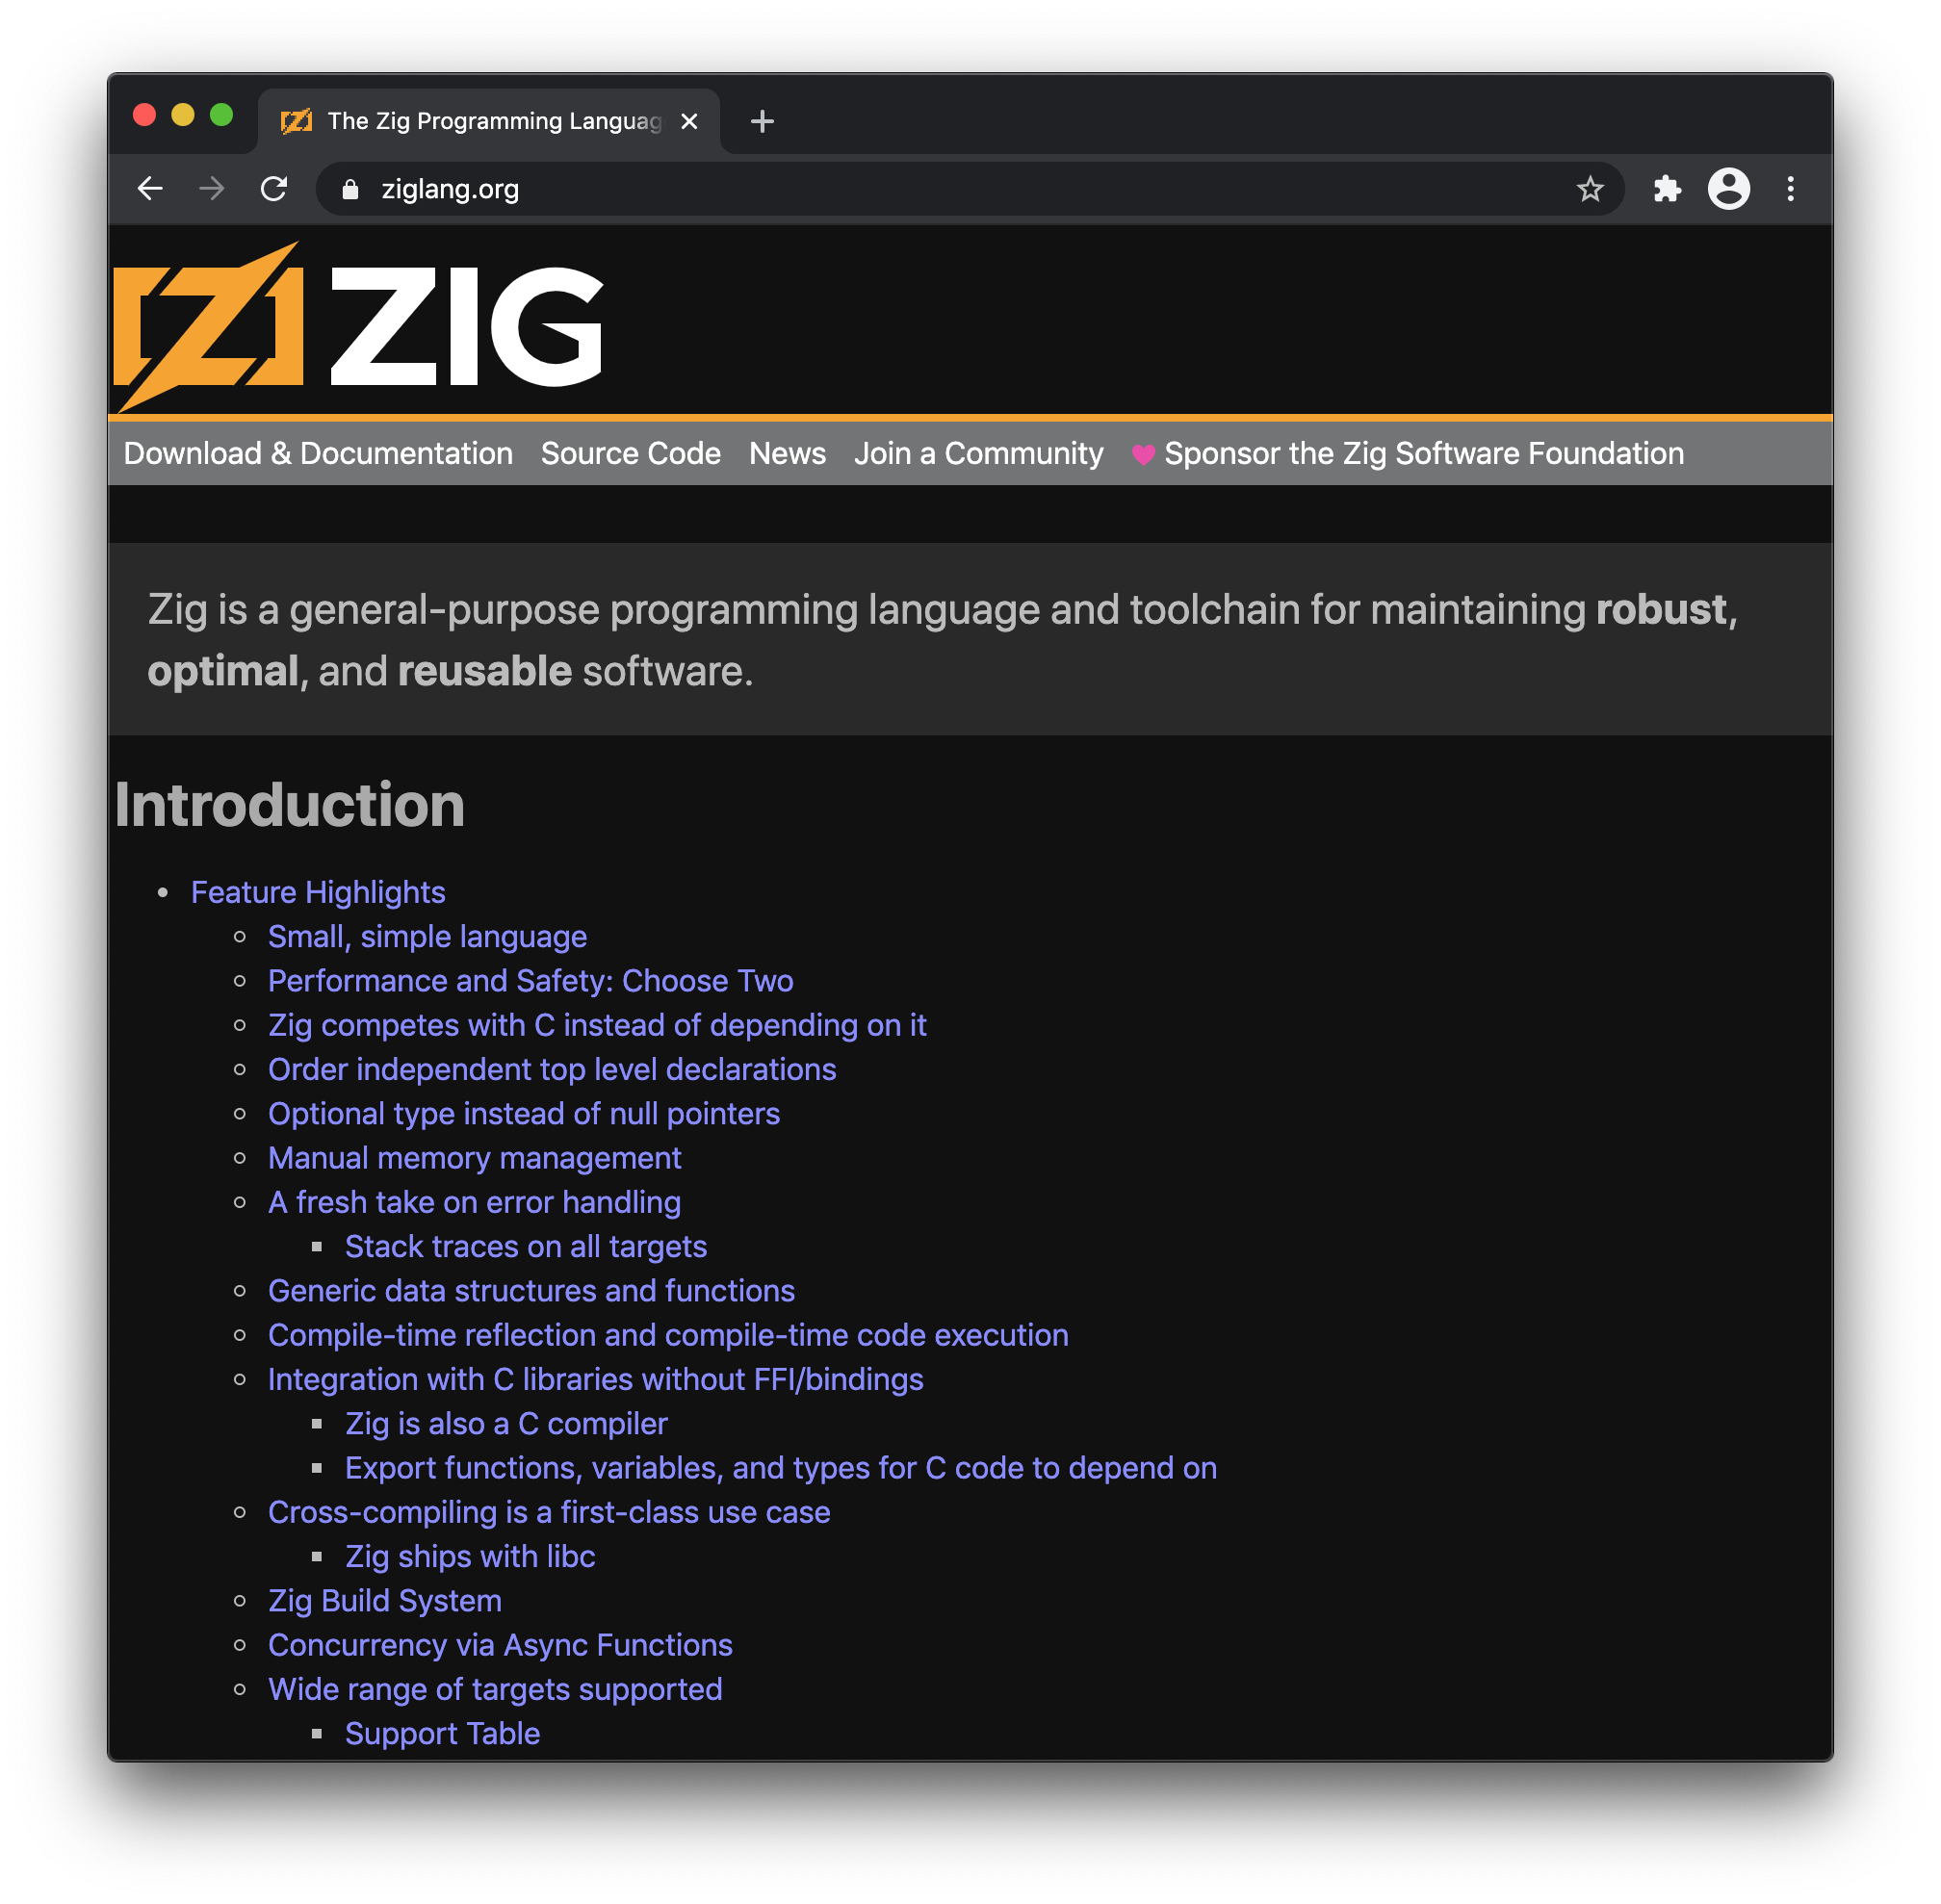 The Zig Programming Languag
ziglang.org
ZIG
Download & Documentation Source Code News Join a Community Sponsor the Zig Software Foundation
Zig is a general-purpose programming language and toolchain for maintaining robust,
optimal, and reusable software.
Introduction
Feature Highlights
Small, simple language
Performance and Safety: Choose Two
Zig competes with C instead of depending on it
Order independent top level declarations
Optional type instead of null pointers
Manual memory management
A fresh take on error handling
Stack traces on all targets
Generic data structures and functions
Compile-time reflection and compile-time code execution
Integration with C libraries without FFI/bindings
Zig is also a C compiler
Export functions, variables, and types for C code to depend on
Cross-compiling is a first-class use case
Zig ships with libc
Zig Build System
Concurrency via Async Functions
Wide range of targets supported
Support Table